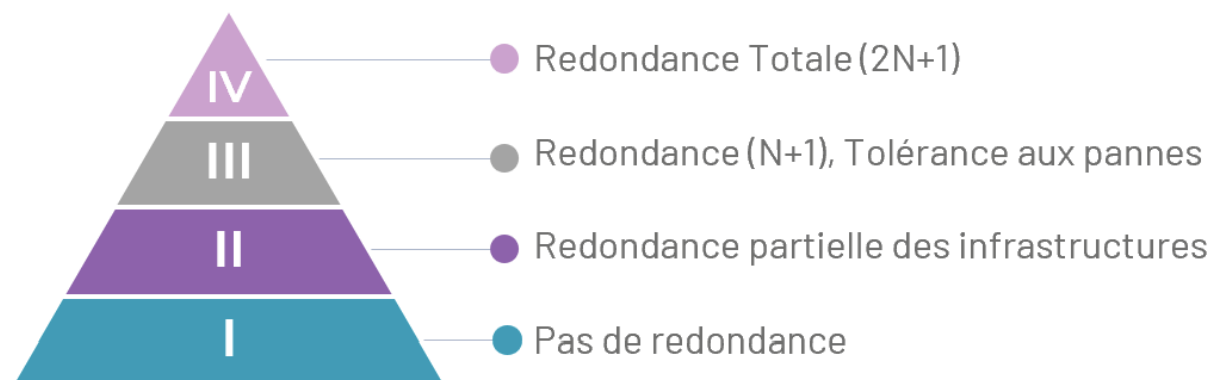 IV
Redondance Totale (2N+1)
III
Redondance (N+1), Tolérance aux pannes
II
Redondance partielle des infrastructures
I
Pas de redondance